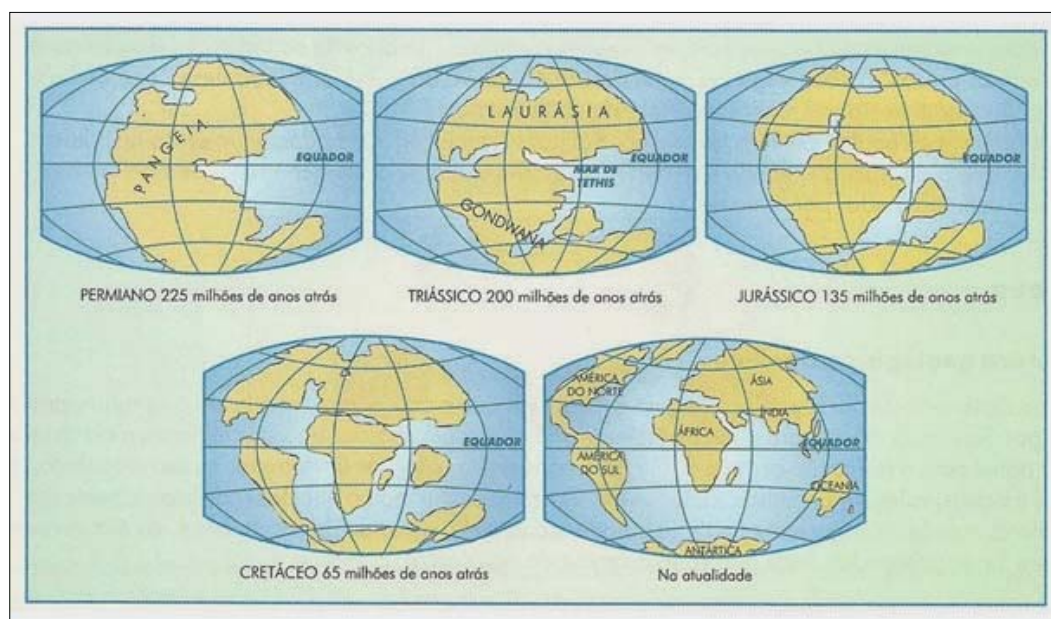 PANGEIA
EQUADOR
PERMIANO 225 milhões de anos atrás
LAURÁSIA
EQUADOR
MAR DE
TETHIS
GONDWANA
TRIÁSSICO 200 milhões de anos atrás
EQUADOR
JURÁSSICO 135 milhões de anos atrás
EQUADOR
CRETÁCEO 65 milhões de anos atrás
AMÉRICA
DO NORTE
ÁSIA
ÍNDIA
ÁFRICA
EQUADOR
AMÉRICA
DO SUL
OCEANIA
ANTÁRTICA
Na atualidade